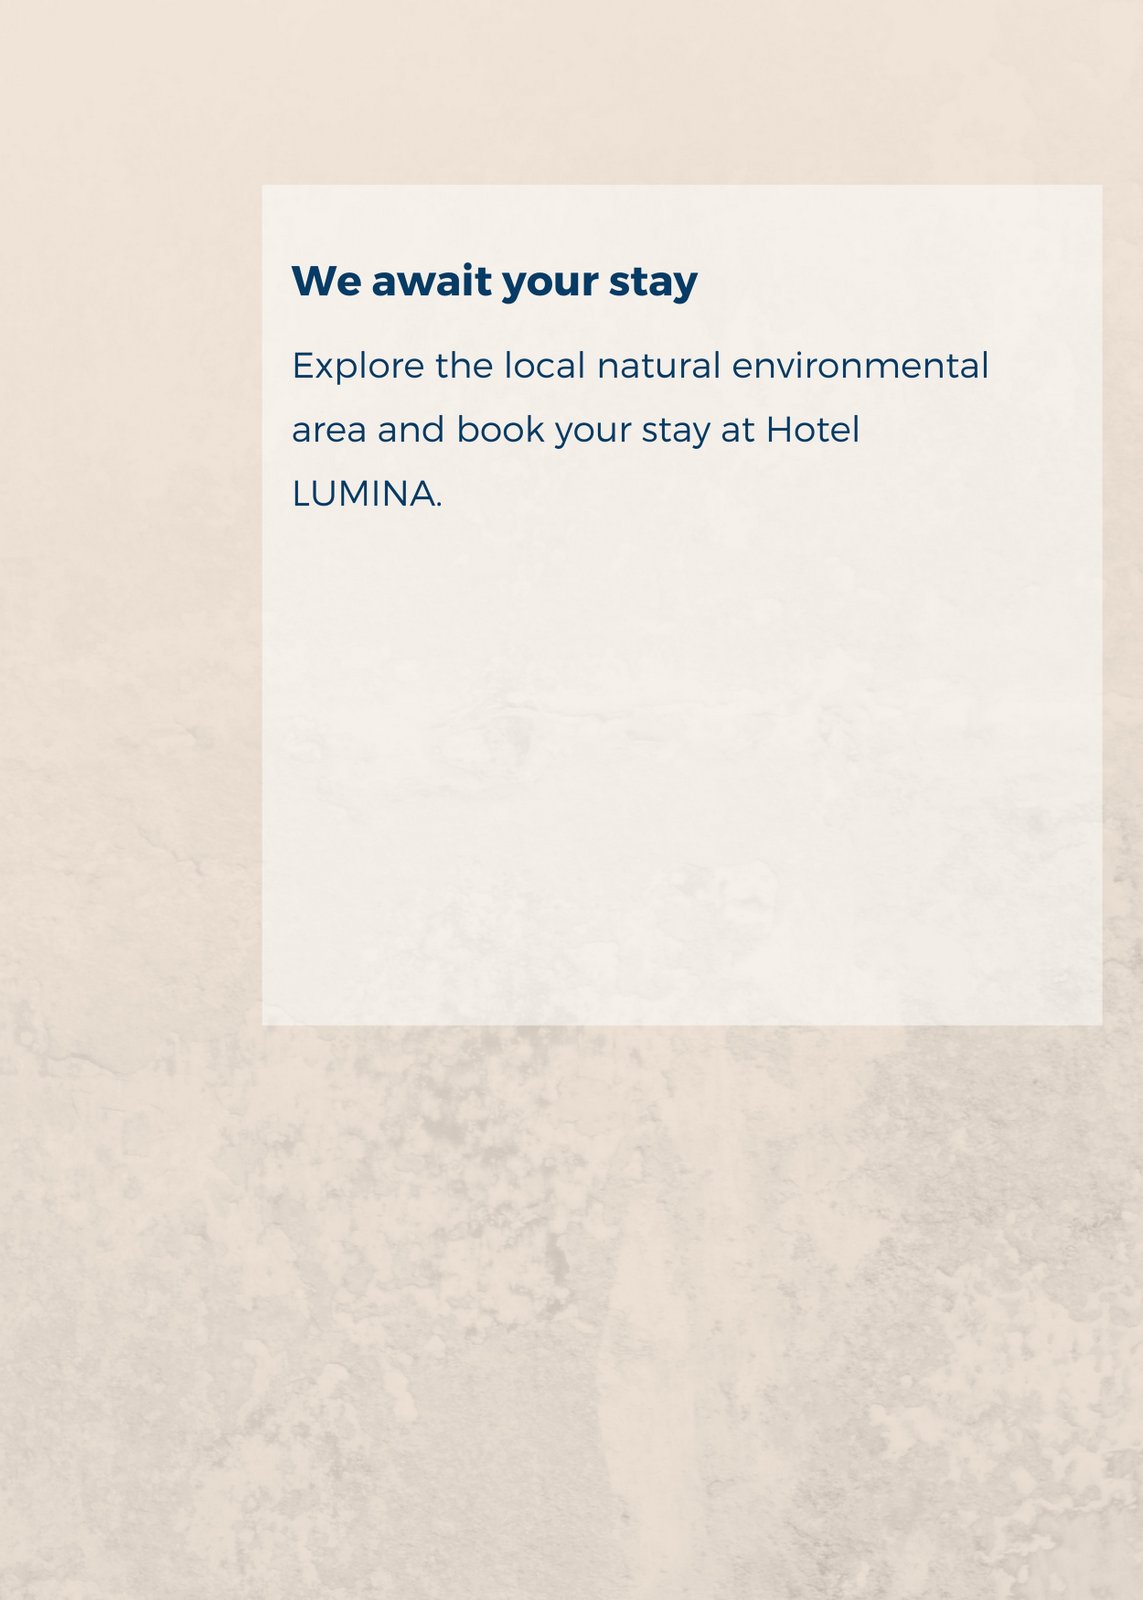 We await your stay
Explore the local natural environmental
area and book your stay at Hotel
LUMINA.